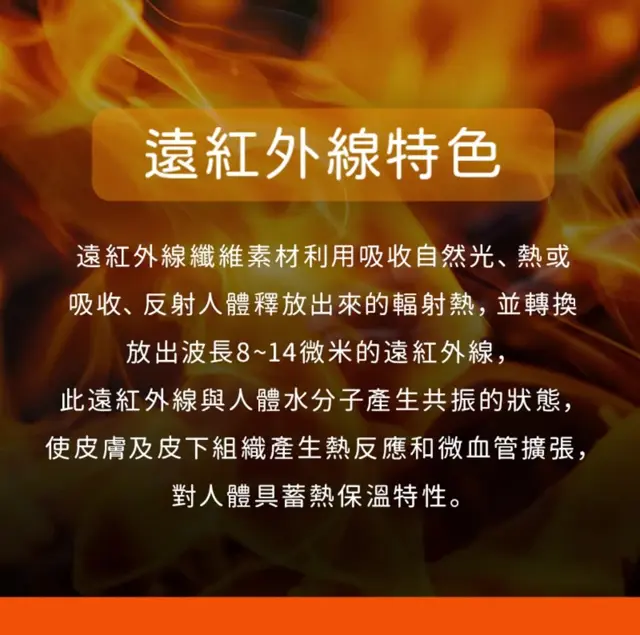 遠紅外線特色
遠紅外線纖維素材利用吸收自然光、熱或
吸收、反射人體釋放出來的輻射熱，並轉換
放出波長8~14微米的遠紅外線，
此遠紅外線與人體水分子產生共振的狀態，
使皮膚及皮下組織產生熱反應和微血管擴張，
對人體具蓄熱保溫特性。